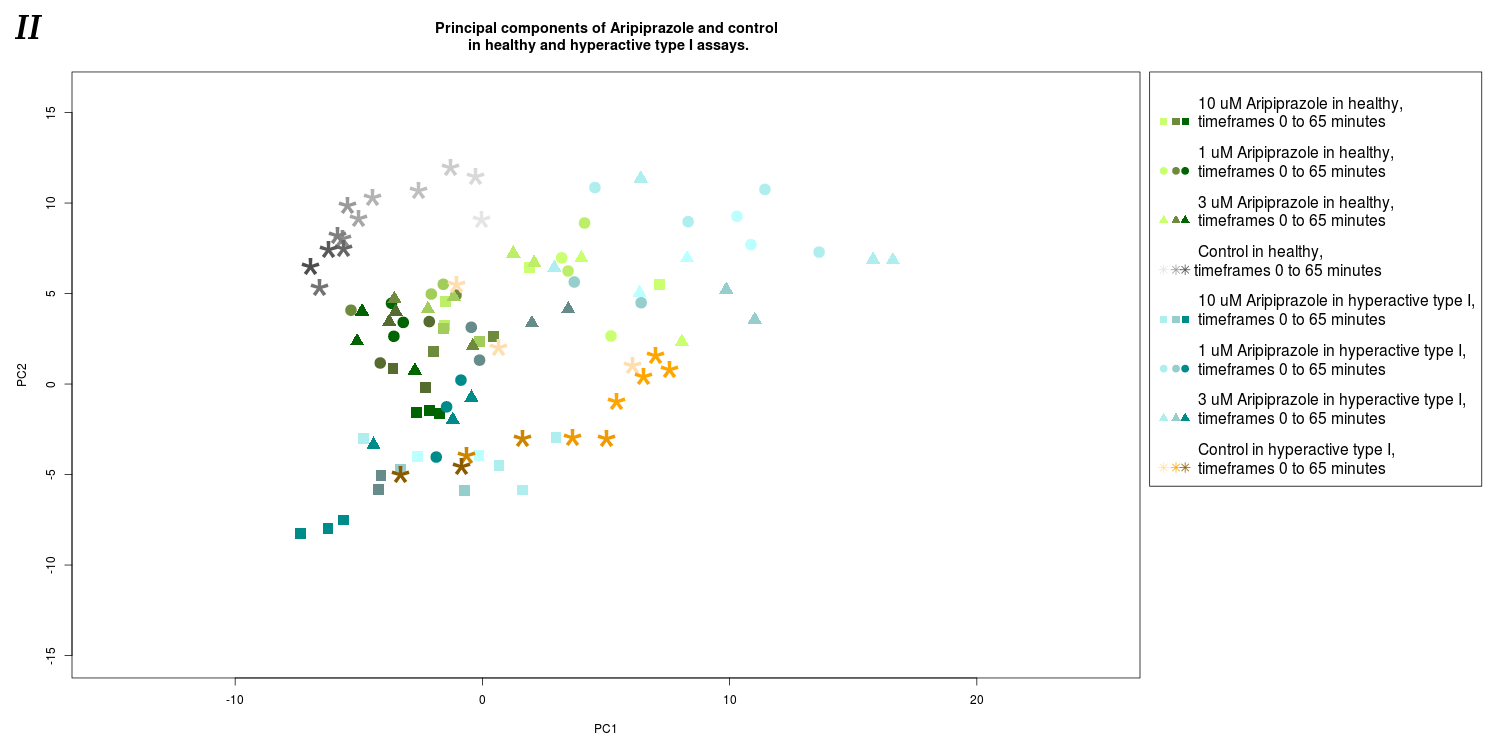 II
Principal components of Aripiprazole and control
in healthy and hyperactive type I assays.
PC2
15
10
5
0
-5
-10
-15
-10
0
10
20
PC1
10 uM Aripiprazole in healthy,
timeframes 0 to 65 minutes
1 uM Aripiprazole in healthy,
timeframes 0 to 65 minutes
3 uM Aripiprazole in healthy,
timeframes 0 to 65 minutes
Control in healthy,
timeframes 0 to 65 minutes
10 uM Aripiprazole in hyperactive type I,
timeframes 0 to 65 minutes
1 uM Aripiprazole in hyperactive type I,
timeframes 0 to 65 minutes
3 uM Aripiprazole in hyperactive type I,
timeframes 0 to 65 minutes
Control in hyperactive type I,
timeframes 0 to 65 minutes